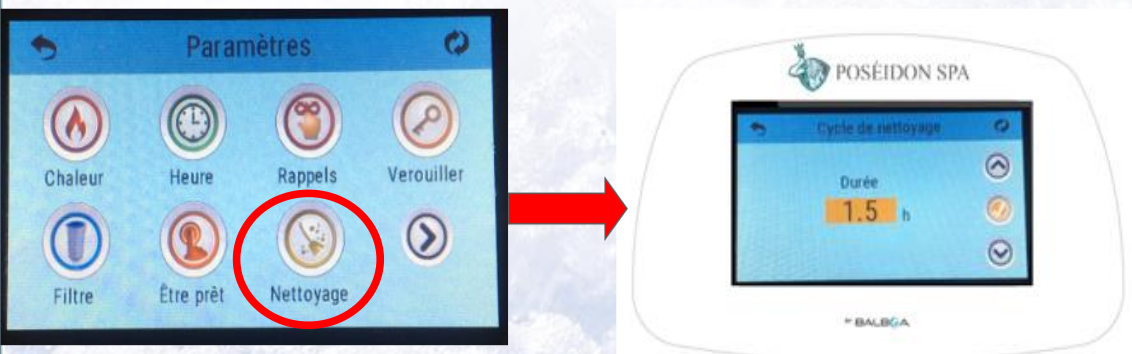 Paramètres
Chaleur
Heure
Rappels
Verouiller
Filtre
Être prêt
Nettoyage
POSÉIDON SPA
Cycle de nettoyage
Durée
1.5 h
BALBOA